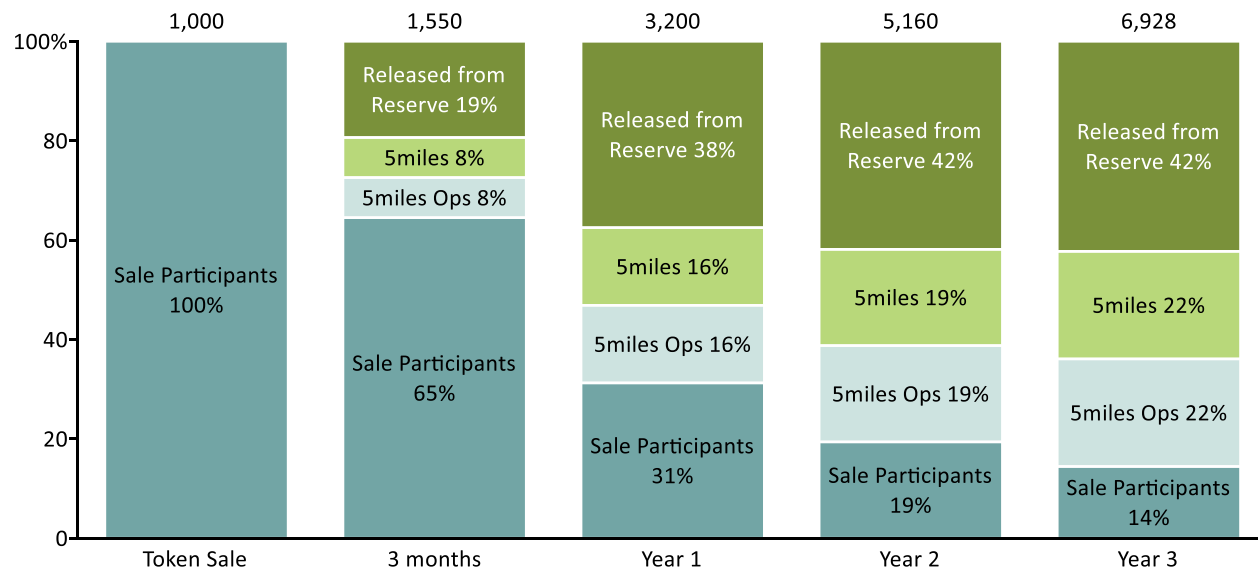 1,000
1,550
3,200
5,160
6,928
100%
80
60
40
20
0
Sale Participants
100%
Released from
Reserve 19%
5miles 8%
5miles Ops 8%
Sale Participants
65%
Released from
Reserve 38%
5miles 16%
5miles Ops 16%
Sale Participants
31%
Released from
Reserve 42%
5miles 19%
5miles Ops 19%
Sale Participants
19%
Released from
Reserve 42%
5miles 22%
5miles Ops 22%
Sale Participants
14%
Token Sale
3 months
Year 1
Year 2
Year 3